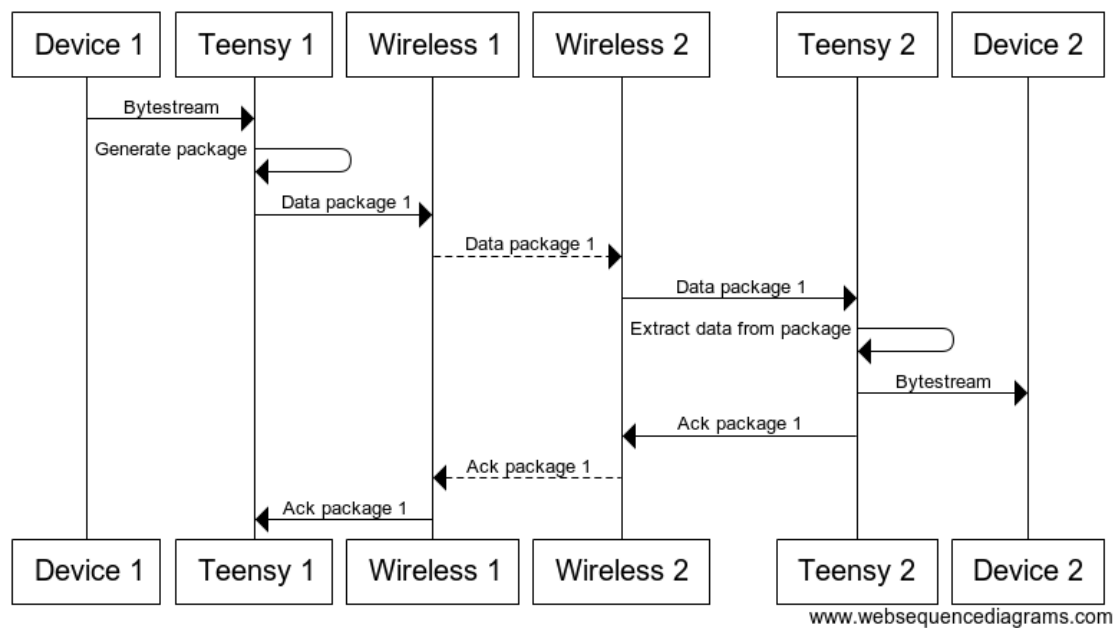 Device 1 Teensy 1 Wireless 1 Wireless 2 Teensy 2 Device 2
Bytestream
Generate package
Data package 1
Data package 1
Data package 1
Extract data from package
Bytestream
Ack package 1
Ack package 1
Ack package 1
Device 1 Teensy 1 Wireless 1 Wireless 2 Teensy 2 Device 2
www.websequencediagrams.com